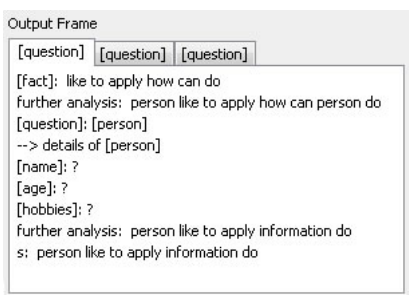 Output Frame
[question] [question] [question]
[fact]: like to apply how can do
further analysis: person like to apply how can person do
[question]: [person]
--> details of [person]
[name]: ?
[age]: ?
[hobbies]: ?
further analysis: person like to apply information do
s: person like to apply information do